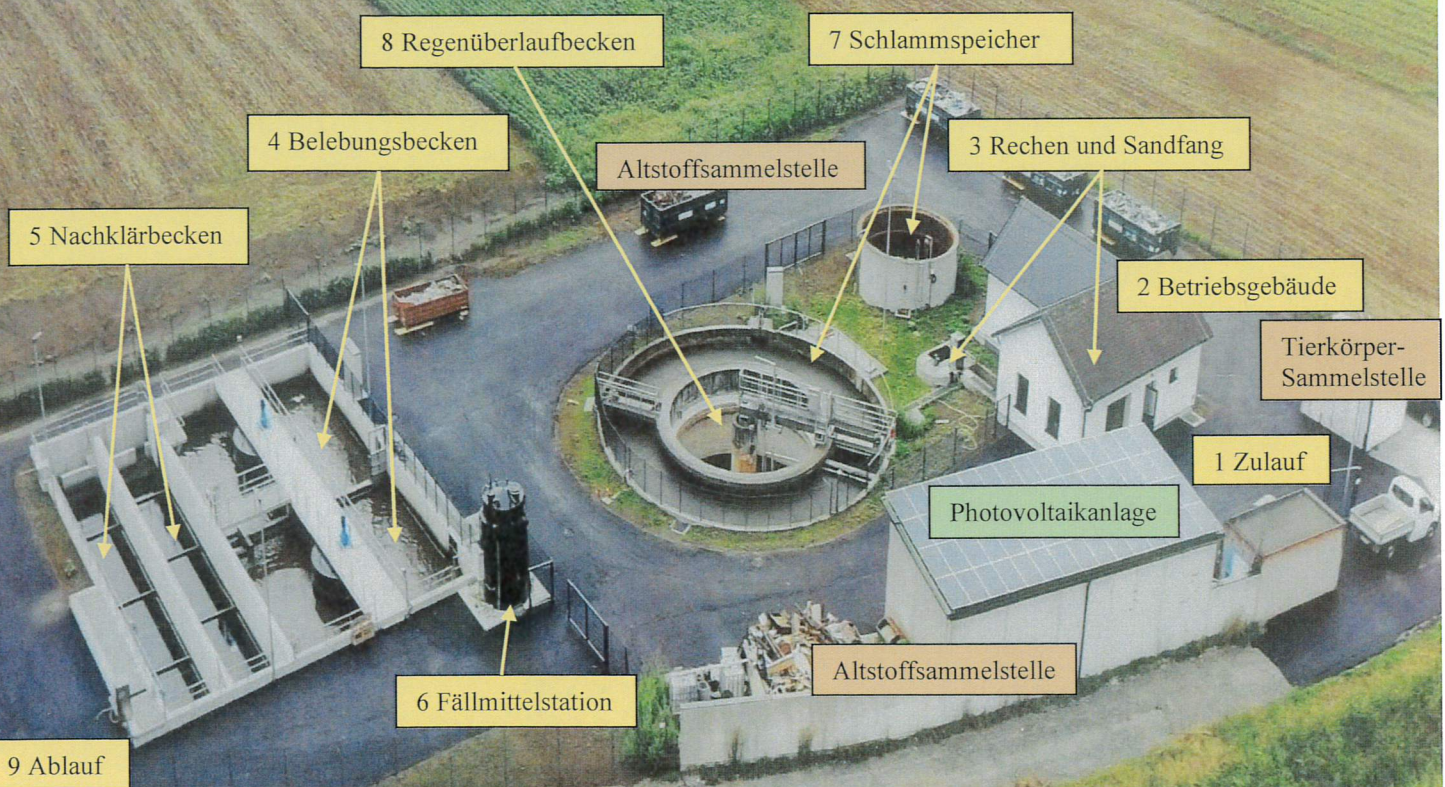 8 Regenüberlaufbecken
7 Schlammspeicher
4 Belebungsbecken
Altstoffsammelstelle
3 Rechen und Sandfang
5 Nachklärbecken
2 Betriebsgebäude
Tierkörper-
Sammelstelle
1 Zulauf
Photovoltaikanlage
Altstoffsammelstelle
6 Fällmittelstation
9 Ablauf